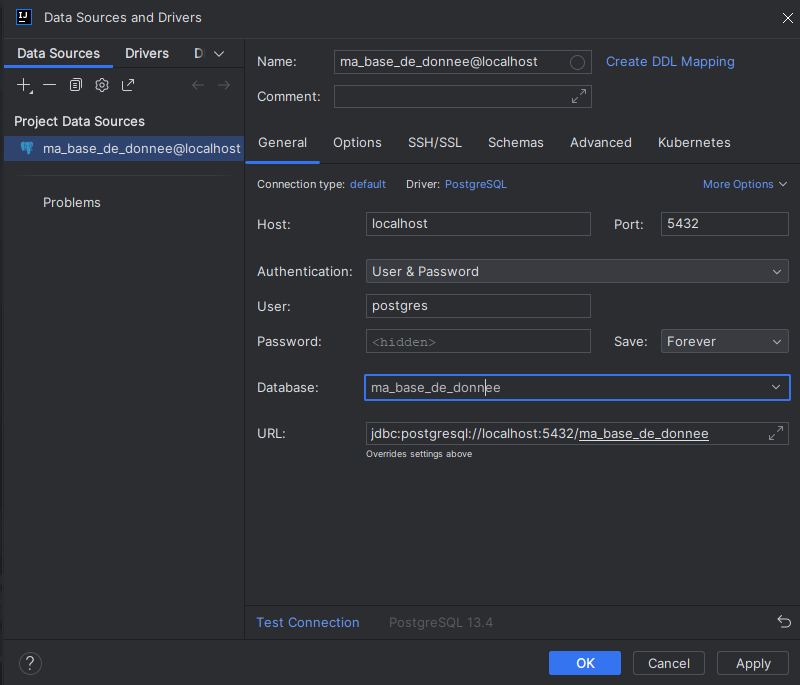 Data Sources and Drivers
Data Sources Drivers D
Project Data Sources
ma_base_de_donnee@localhost
Problems
Name: ma_base_de_donnee@localhost Create DDL Mapping
Comment:
General Options SSH/SSL Schemas Advanced Kubernetes
Connection type: default Driver: PostgreSQL More Options
Host: localhost Port: 5432
Authentication: User & Password
User: postgres
Password: <hidden> Save: Forever
Database: ma_base_de_donnee
URL: jdbc:postgresql://localhost:5432/ma_base_de_donnee
Overrides settings above
Test Connection PostgreSQL 13.4
? OK Cancel Apply